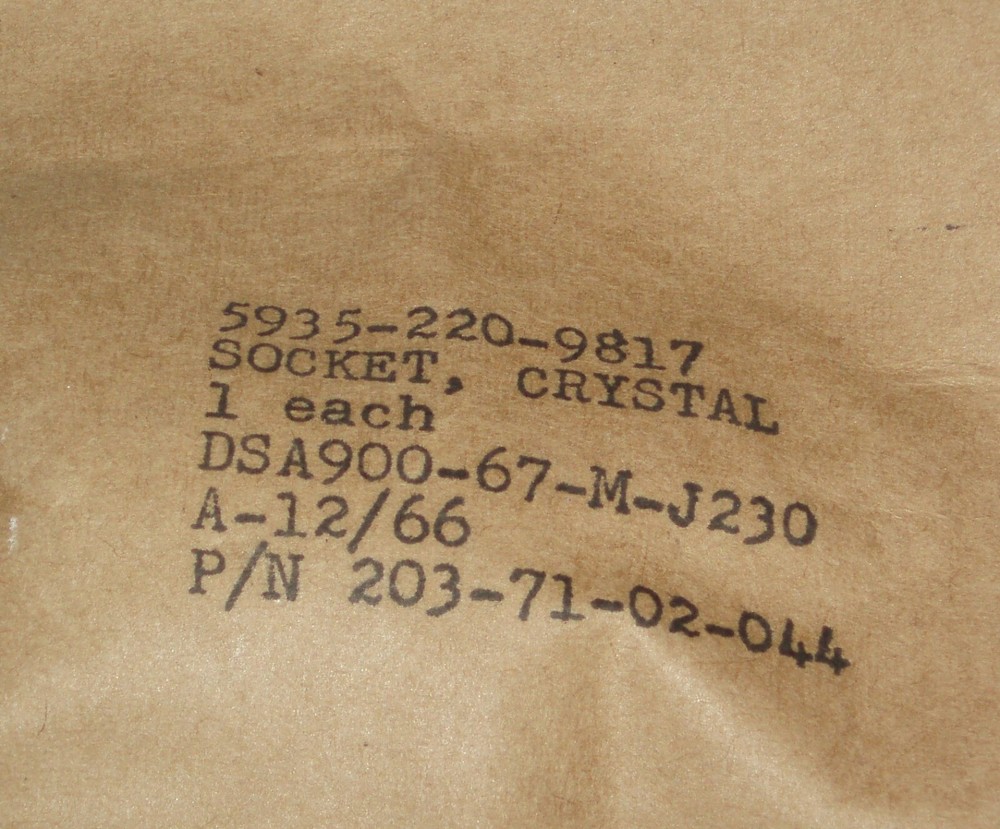 5935-220-9817
SOCKET, CRYSTAL
1 each
DSA900-67-M-J230
A-12/66
P/N 203-71-02-044